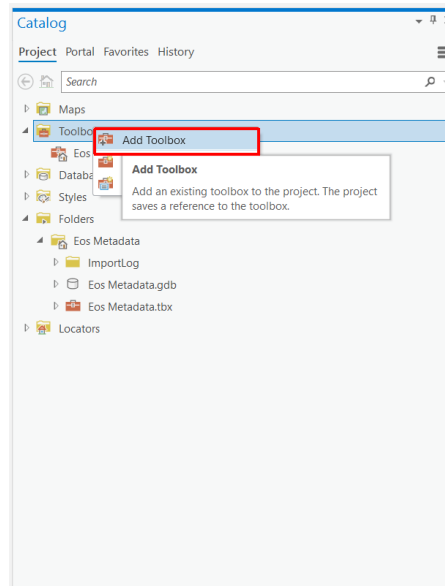 Catalog
Project Portal Favorites History
Search
Maps
Add Toolbox
Eos
Add Toolbox
Add an existing toolbox to the project. The project
saves a reference to the toolbox.
Styles
Folders
Eos Metadata
ImportLog
Eos Metadata.gdb
Eos Metadata.tbx
Locators